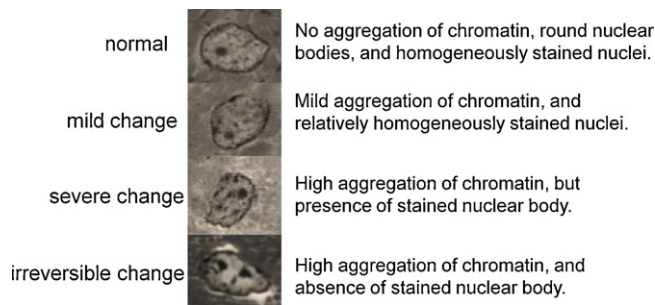 normal
No aggregation of chromatin, round nuclear
bodies, and homogeneously stained nuclei.
mild change
Mild aggregation of chromatin, and
relatively homogeneously stained nuclei.
severe change
High aggregation of chromatin, but
presence of stained nuclear body.
irreversible change
High aggregation of chromatin, and
absence of stained nuclear body.